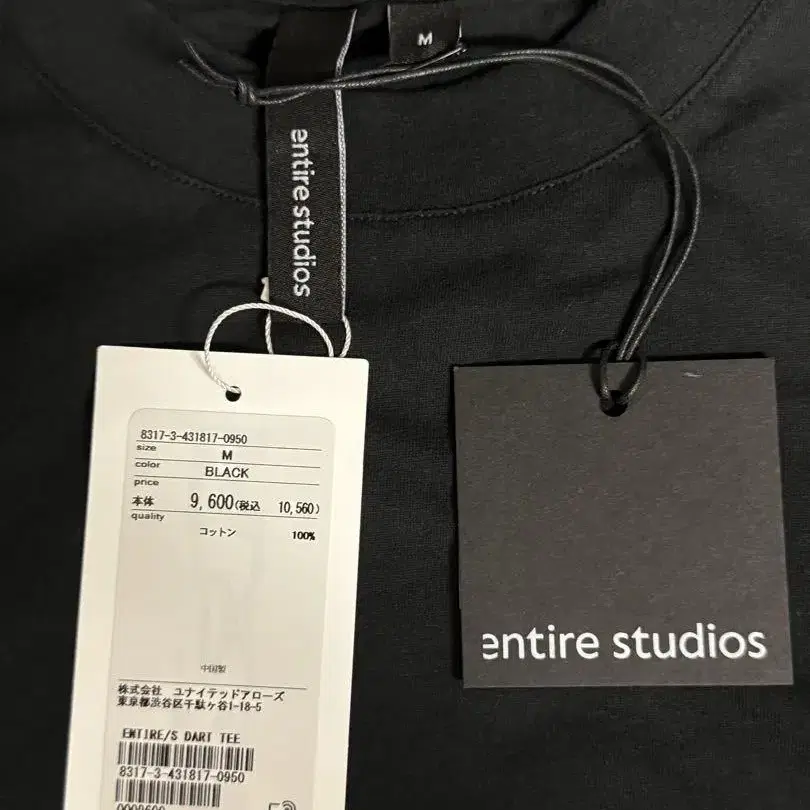 M
entire studios
8317-3-431817-0950
size
M
color
BLACK
price
本体 9,600(税込 10,560)
quality
コットン 100%
中国製
株式会社 ユナイテッドアローズ
東京都渋谷区千駄ヶ谷1-18-5
ENTIRE/S DART TEE
8317-3-431817-0950
entire studios